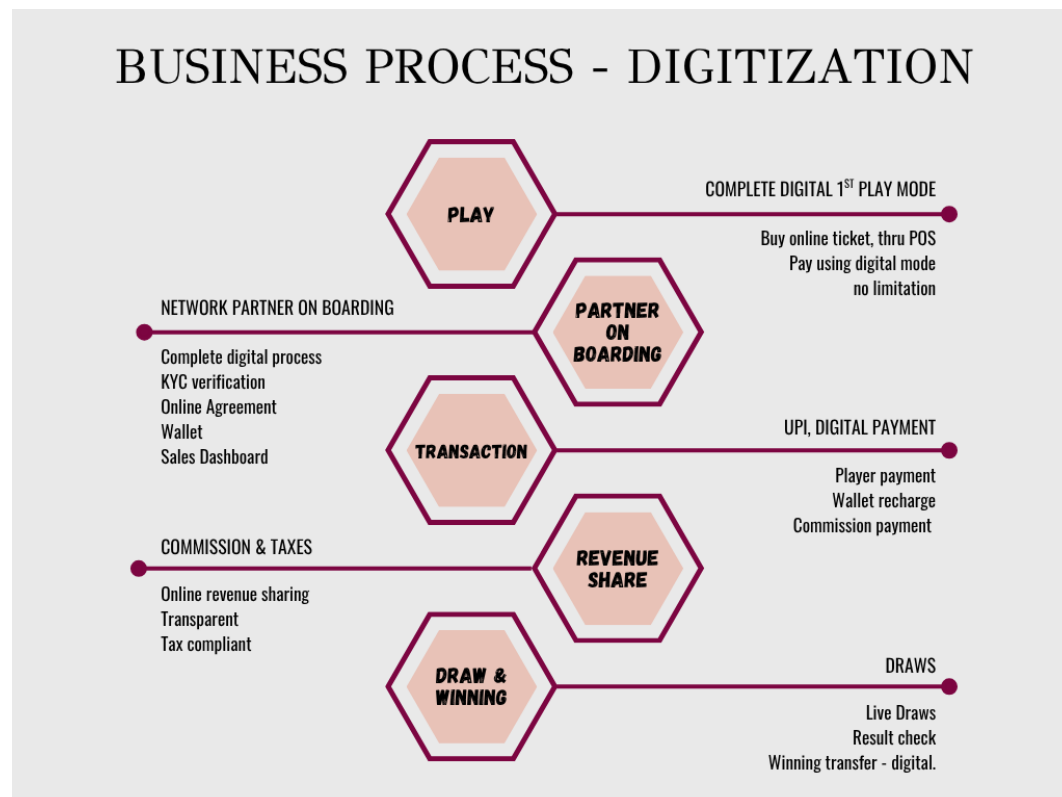 BUSINESS PROCESS - DIGITIZATION
PLAY
COMPLETE DIGITAL 1ST PLAY MODE
Buy online ticket, thru POS
Pay using digital mode
no limitation
PARTNER
ON
BOARDING
NETWORK PARTNER ON BOARDING
Complete digital process
KYC verification
Online Agreement
Wallet
Sales Dashboard
TRANSACTION
UPI, DIGITAL PAYMENT
Player payment
Wallet recharge
Commission payment
REVENUE
SHARE
COMMISSION & TAXES
Online revenue sharing
Transparent
Tax compliant
DRAW &
WINNING
DRAWS
Live Draws
Result check
Winning transfer - digital.